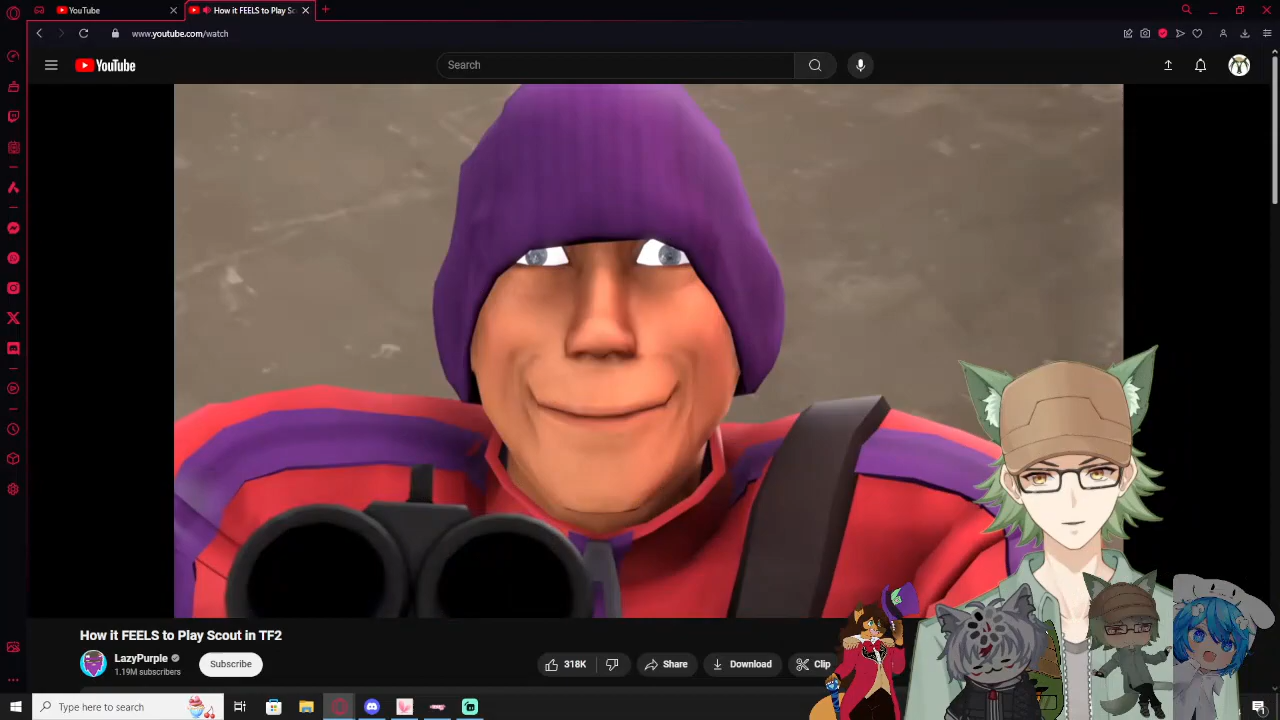 YouTube
How it FEELS to Play Sco
www.youtube.com/watch
YouTube
Search
How it FEELS to Play Scout in TF2
LazyPurple
1.19M subscribers
Subscribe
318K
Share
Download
Clip
Type here to search